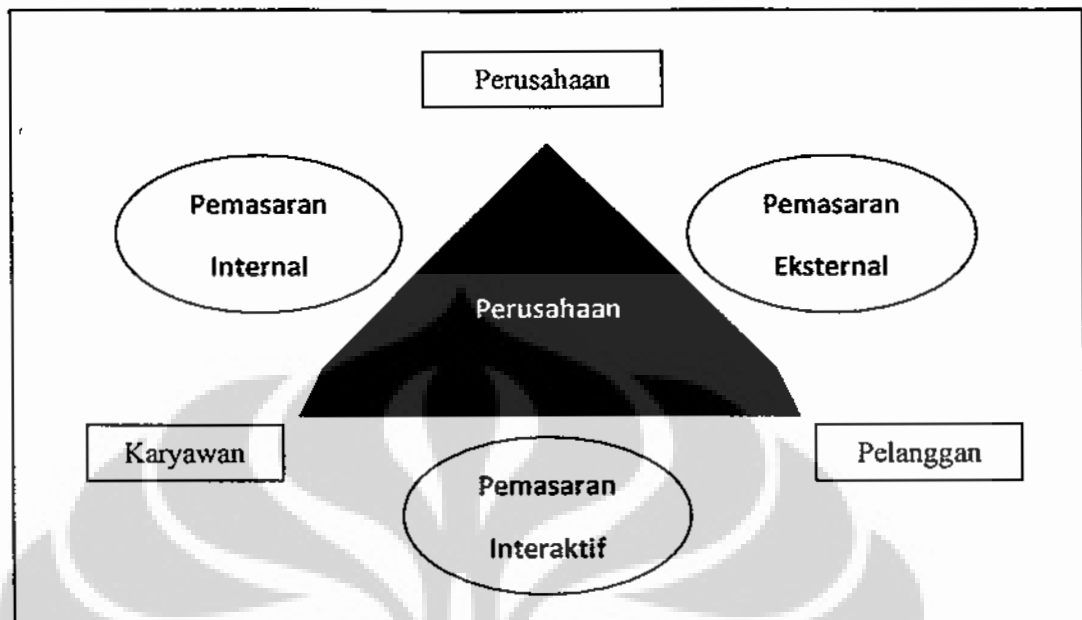 Perusahaan
Pemasaran
Internal
Pemasaran
Eksternal
Perusahaan
Karyawan
Pelanggan
Pemasaran
Interaktif